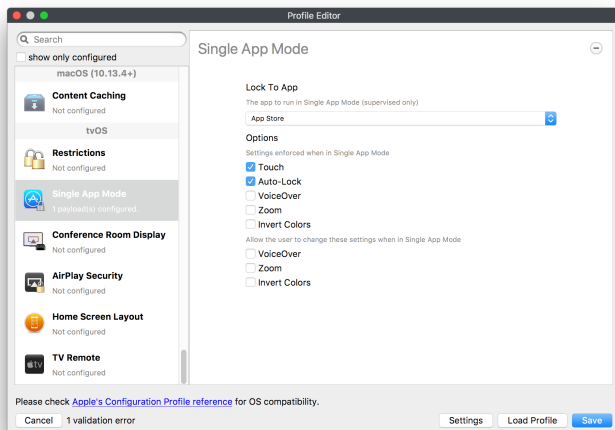 Profile Editor
Search
show only configured
macOS (10.13.4+)
Content Caching
Not configured
tvOS
Restrictions
Not configured
Single App Mode
1 payload(s) configured.
Conference Room Display
Not configured
AirPlay Security
Not configured
Home Screen Layout
Not configured
tv
TV Remote
Not configured
Single App Mode
Lock To App
The app to run in Single App Mode (supervised only)
App Store
Options
Settings enforced when in Single App Mode
Touch
Auto-Lock
VoiceOver
Zoom
Invert Colors
Allow the user to change these settings when in Single App Mode
VoiceOver
Zoom
Invert Colors
Please check Apple's Configuration Profile reference for OS compatibility.
Cancel 1 validation error Settings Load Profile Save